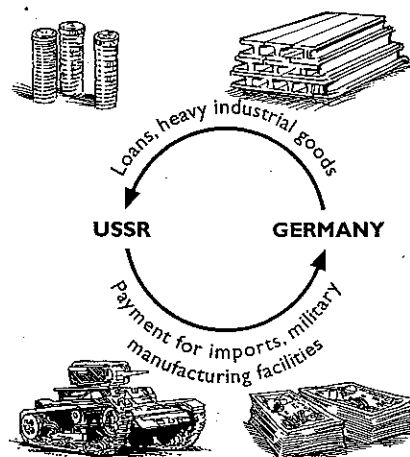 Loans, heavy industrial goods
USSR
GERMANY
Payment for imports, military
manufacturing facilities